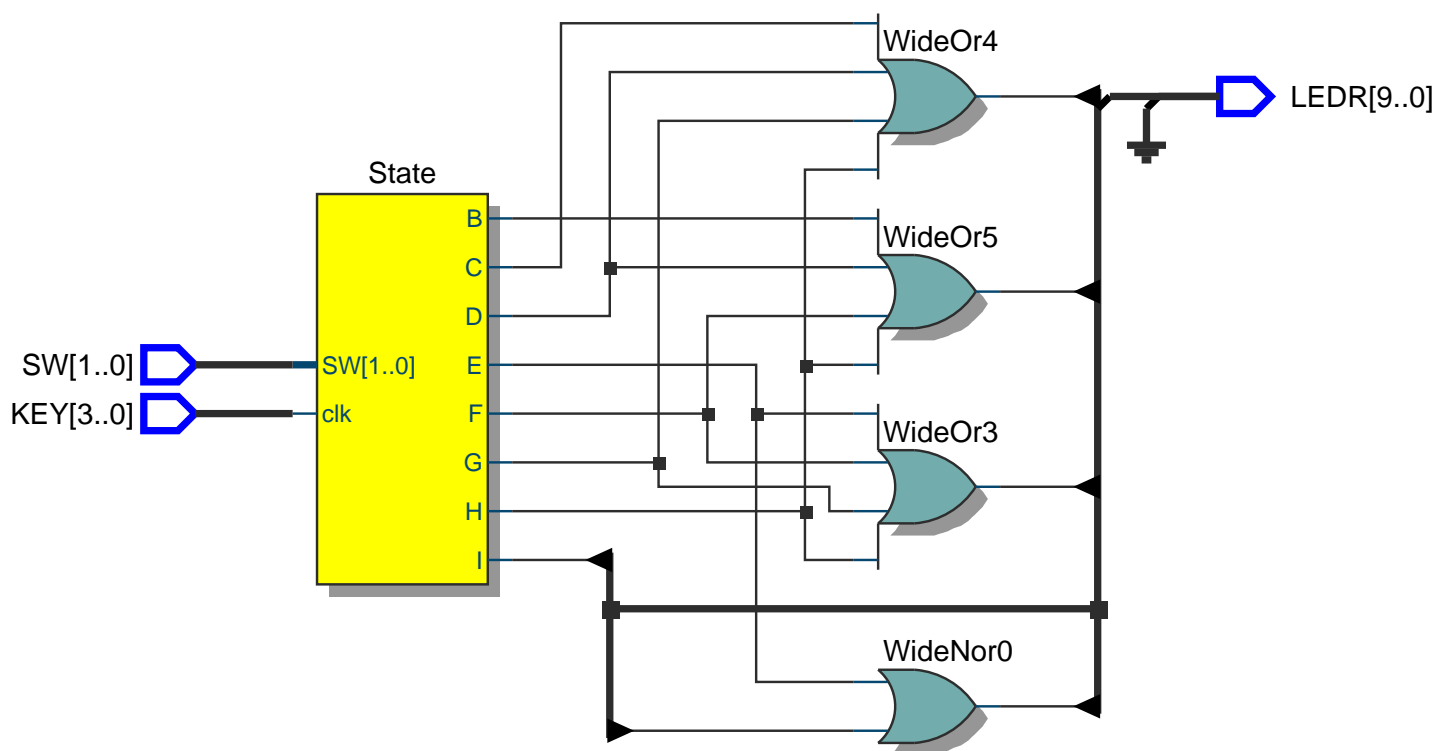 WideOr4
LEDR[9..0]
State
B
WideOr5
C
D
SW[1..0]
SW[1..0]
E
KEY[3..0]
clk
F
WideOr3
G
H
I
WideNor0